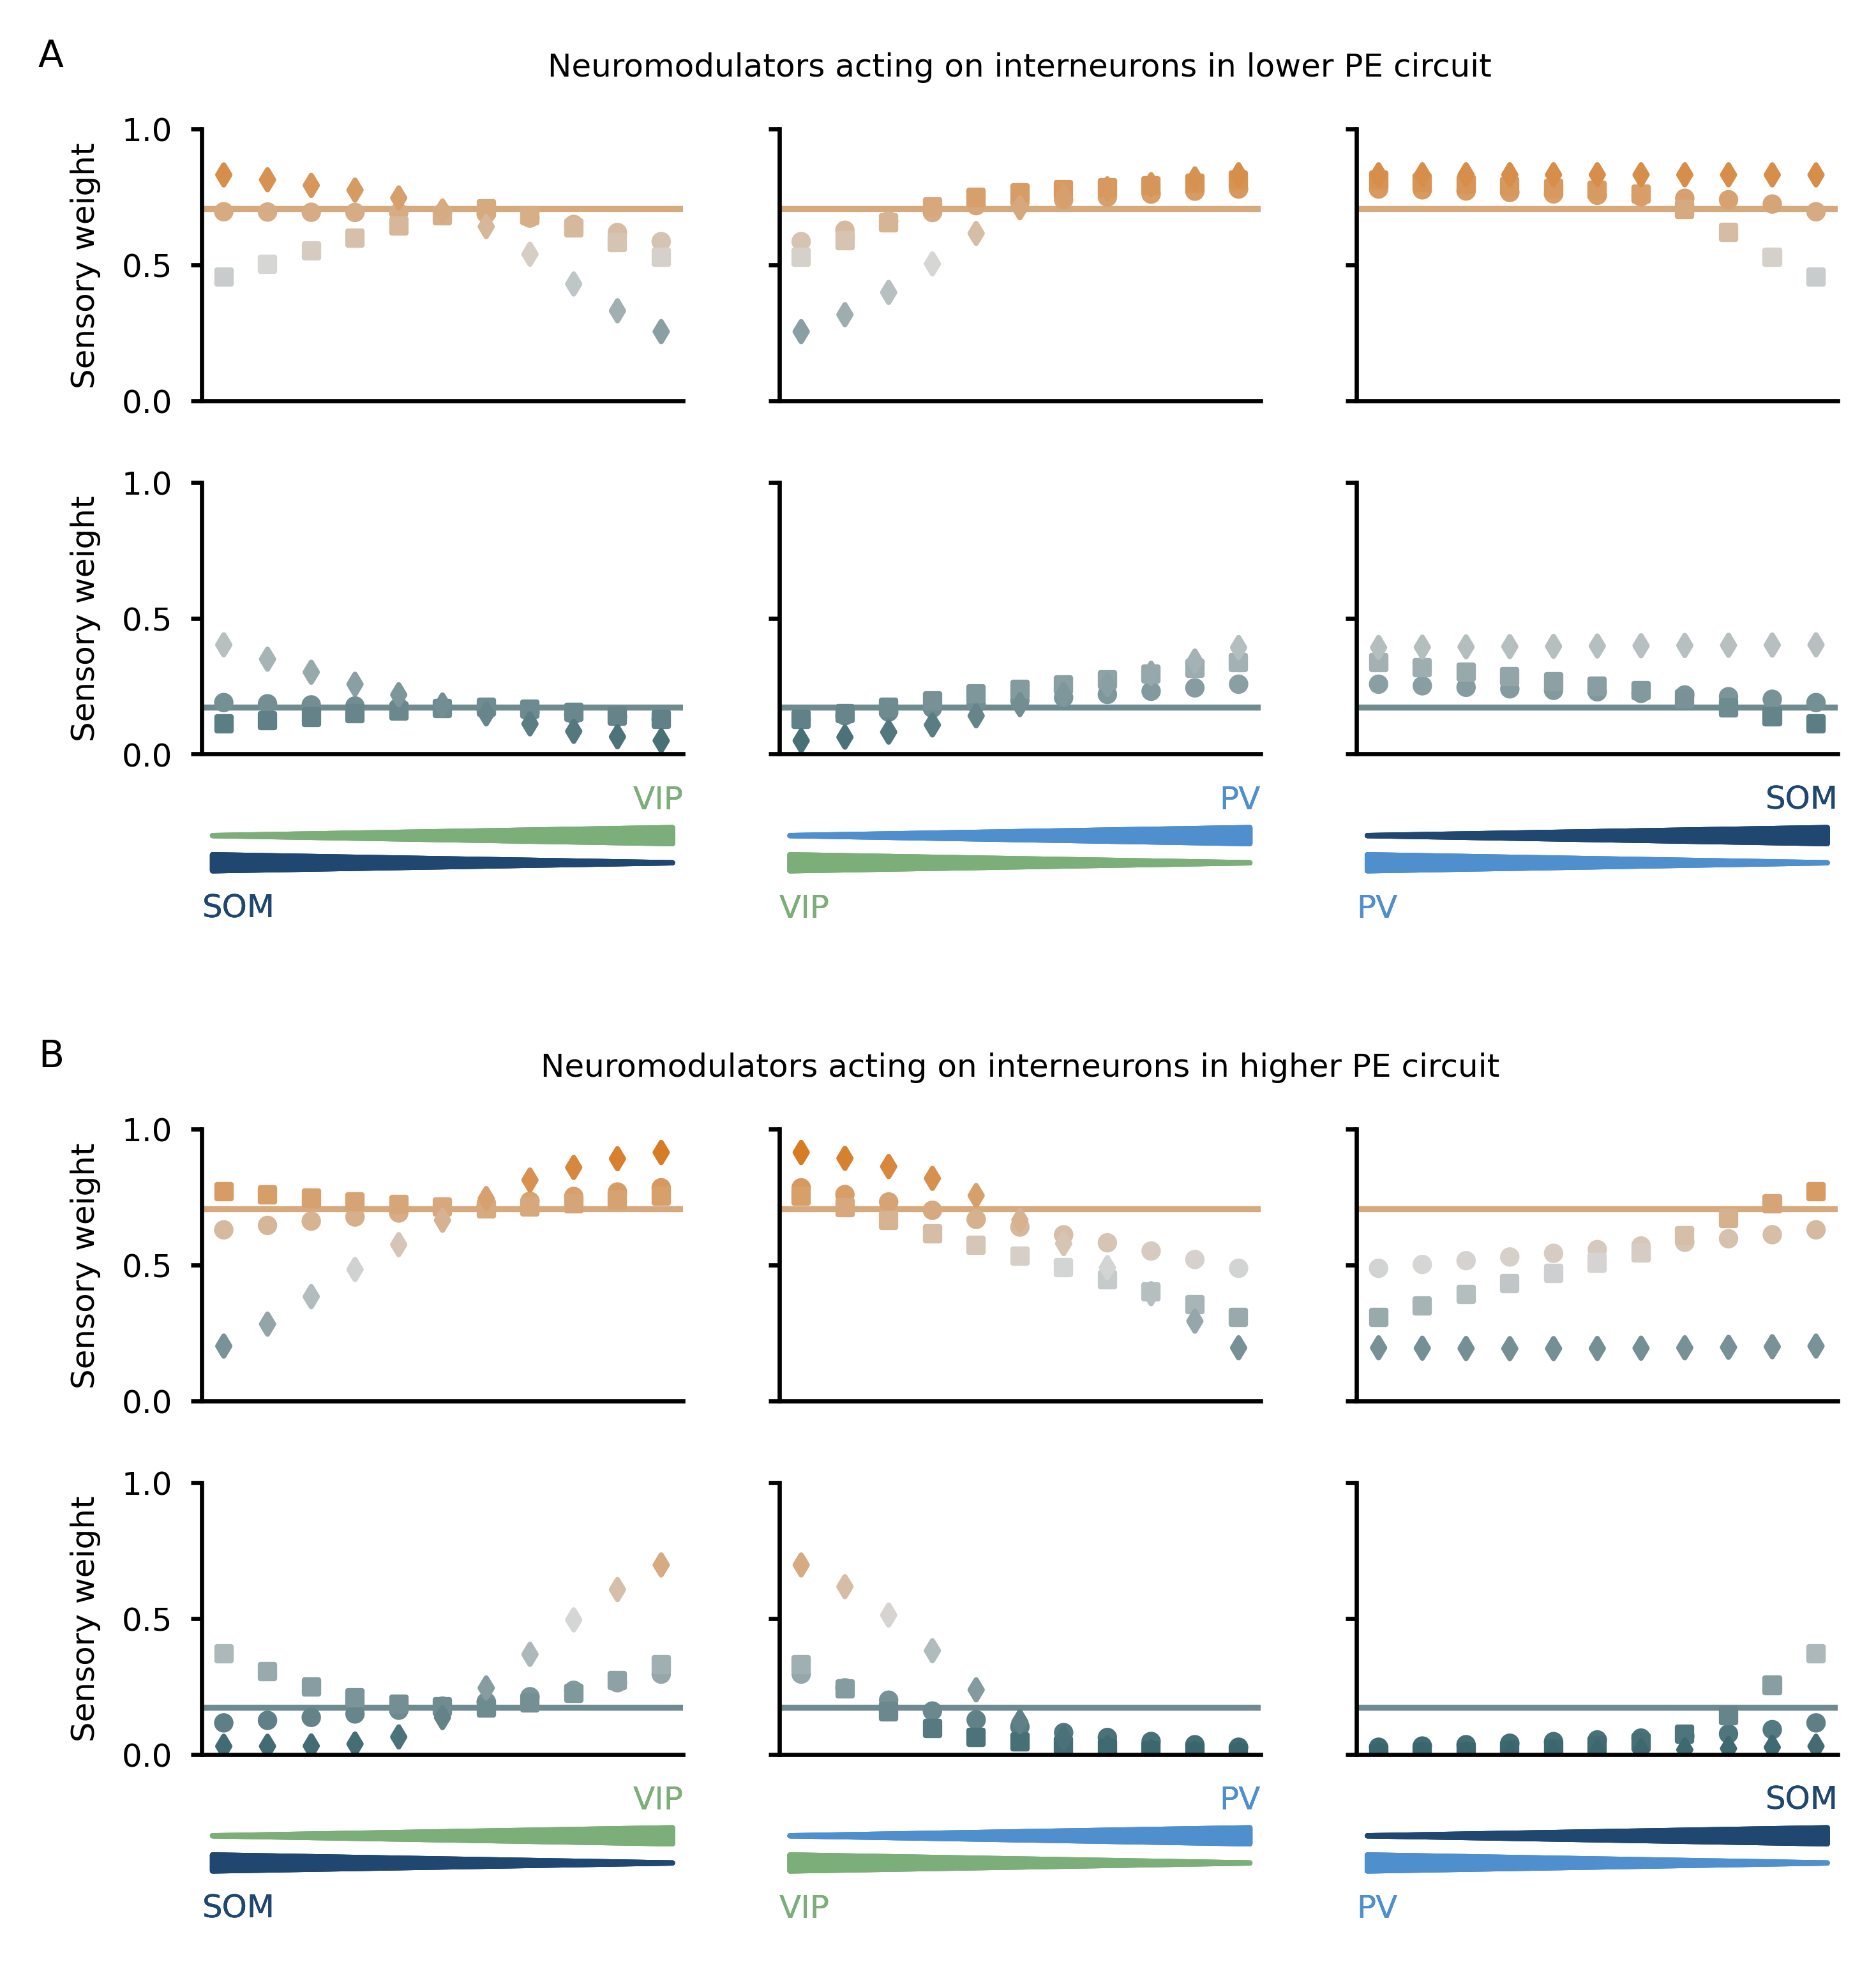 A
Neuromodulators acting on interneurons in lower PE circuit
Sensory weight
1.0
0.5
0.0
Sensory weight
1.0
0.5
0.0
VIP
PV
SOM
SOM
VIP
PV
B
Neuromodulators acting on interneurons in higher PE circuit
Sensory weight
1.0
0.5
0.0
Sensory weight
1.0
0.5
0.0
VIP
PV
SOM
SOM
VIP
PV